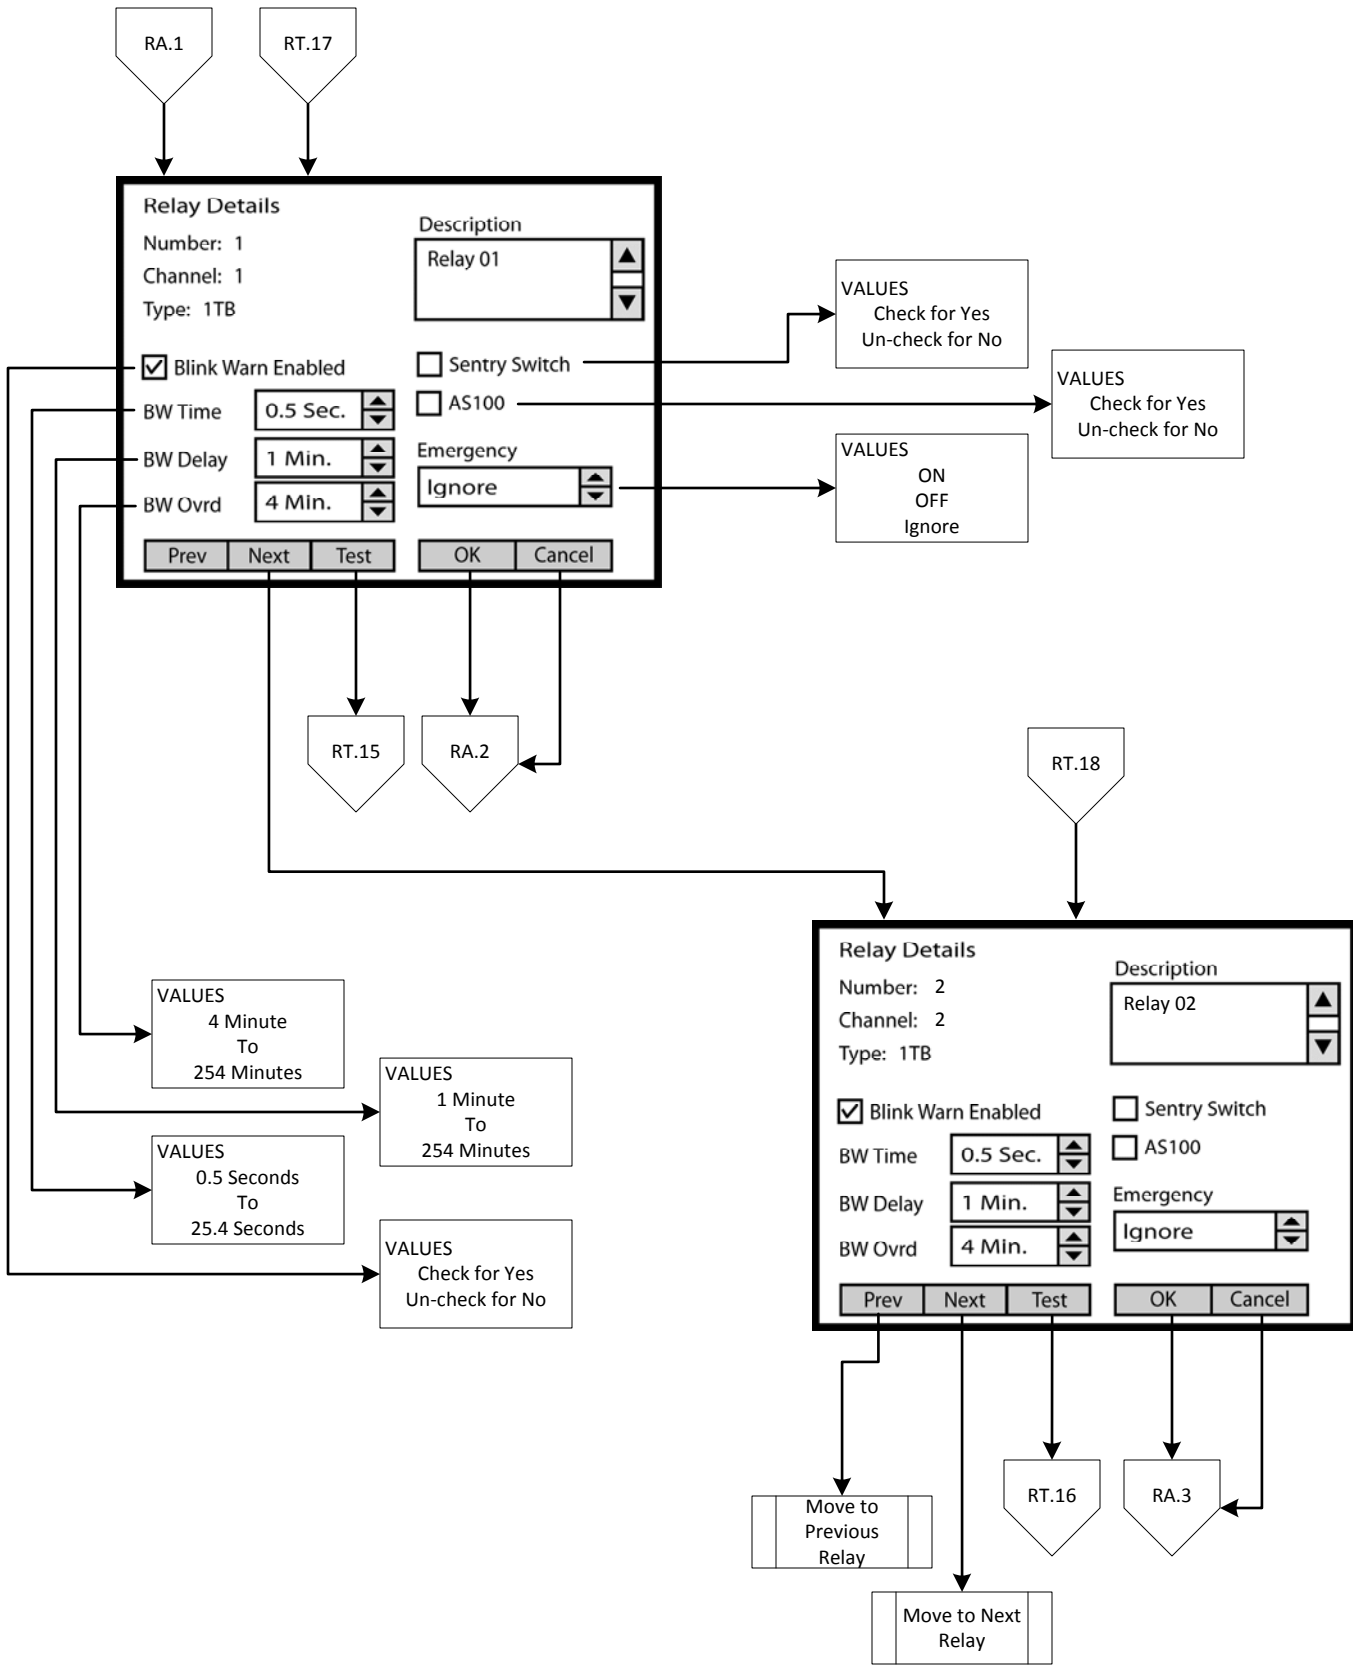 RA.1
RT.17
Relay Details
Number: 1
Channel: 1
Type: 1TB
Description
Relay 01
Blink Warn Enabled
BW Time
0.5 Sec.
BW Delay
1 Min.
BW Ovrd
4 Min.
Sentry Switch
AS100
Emergency
Ignore
Prev
Next
Test
OK
Cancel
VALUES
Check for Yes
Un-check for No
VALUES
Check for Yes
Un-check for No
VALUES
ON
OFF
Ignore
RT.15
RA.2
RT.18
VALUES
4 Minute
To
254 Minutes
VALUES
1 Minute
To
254 Minutes
VALUES
0.5 Seconds
To
25.4 Seconds
VALUES
Check for Yes
Un-check for No
Relay Details
Number: 2
Channel: 2
Type: 1TB
Description
Relay 02
Blink Warn Enabled
BW Time
0.5 Sec.
BW Delay
1 Min.
BW Ovrd
4 Min.
Sentry Switch
AS100
Emergency
Ignore
Prev
Next
Test
OK
Cancel
RT.16
RA.3
Move to
Previous
Relay
Move to Next
Relay